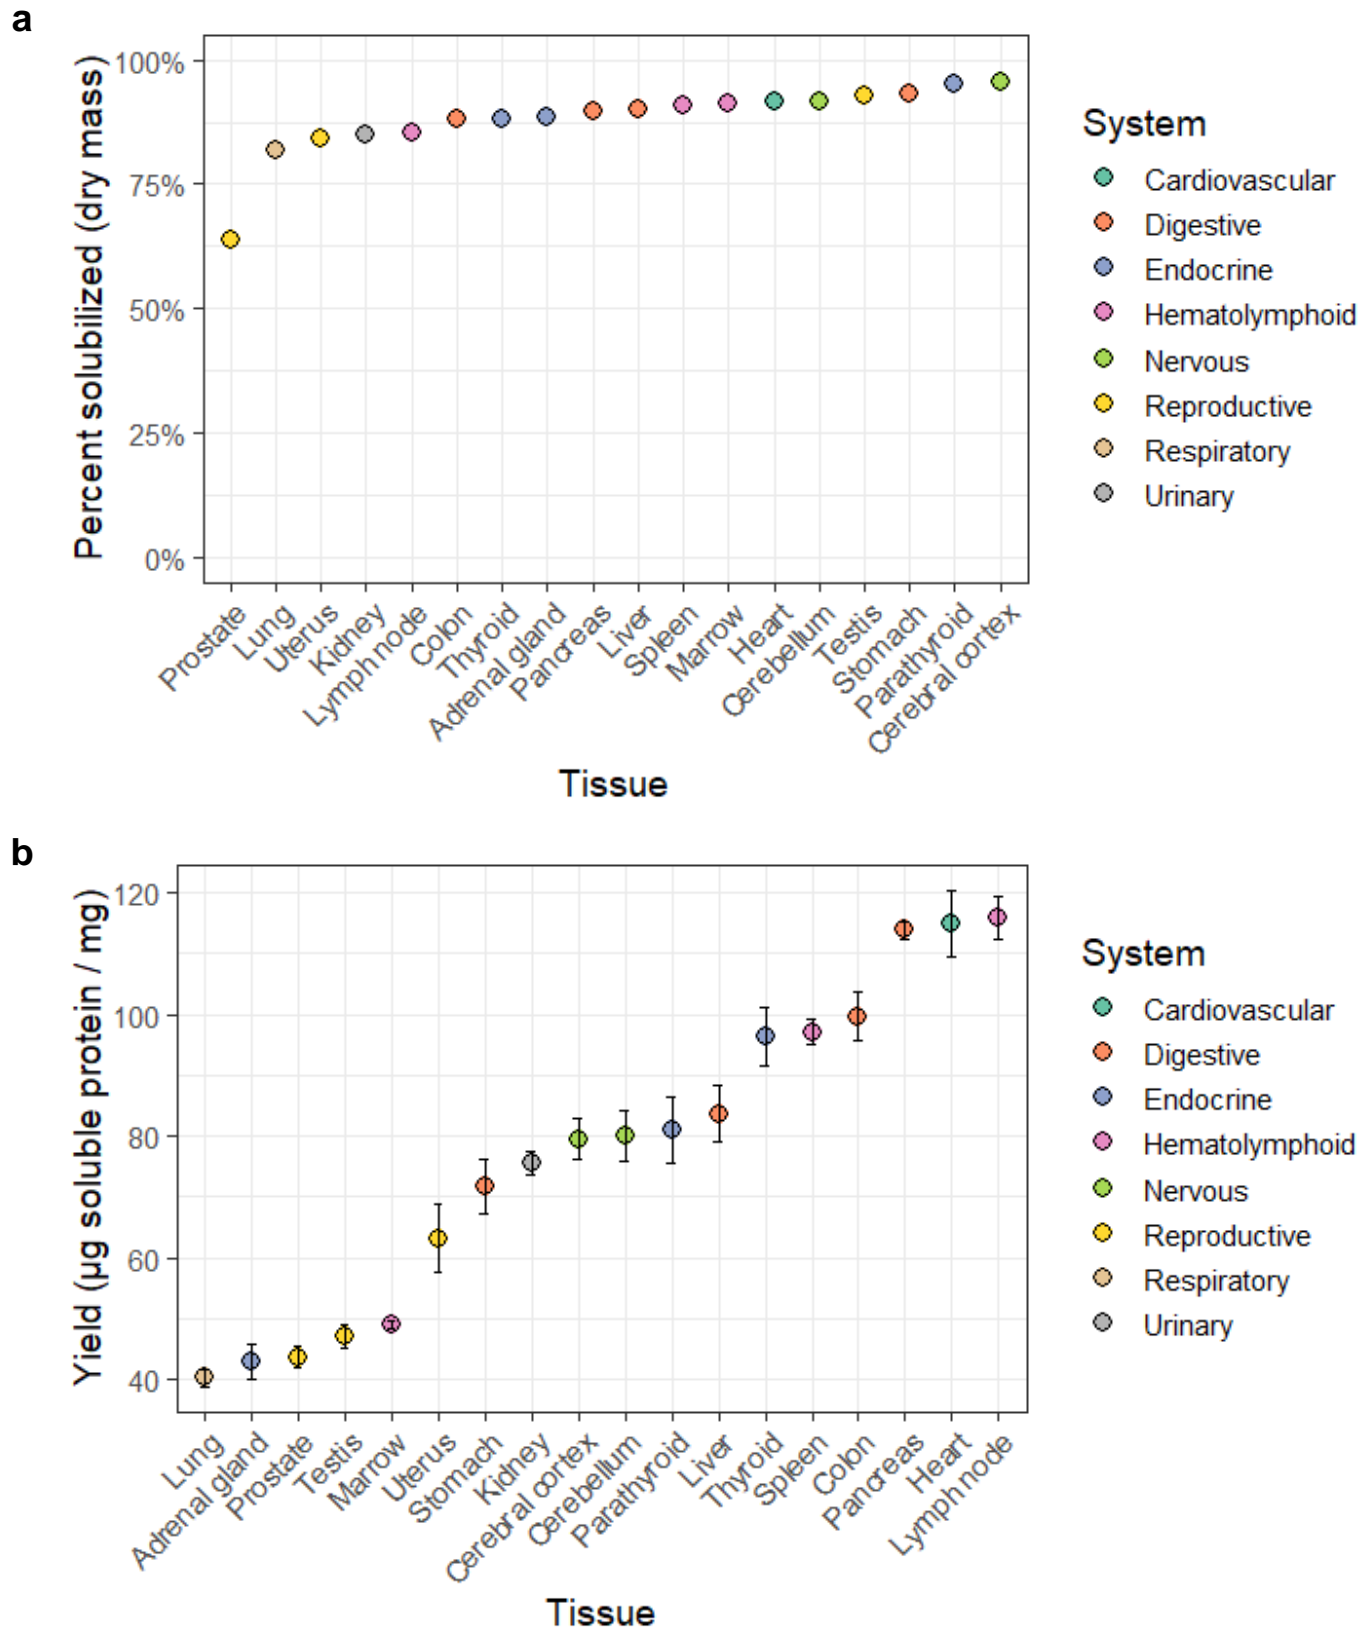 a
Percent solubilized (dry mass)
100%
75%
50%
25%
0%
Prostate
Lung
Uterus
Kidney
Lymph node
Colon
Thyroid
Adrenal gland
Pancreas
Liver
Spleen
Marrow
Heart
Cerebellum
Testis
Stomach
Parathyroid
Cerebral cortex
Tissue
System
Cardiovascular
Digestive
Endocrine
Hematolymphoid
Nervous
Reproductive
Respiratory
Urinary
b
Yield (µg soluble protein / mg)
120
100
80
60
40
Lung
Adrenal gland
Prostate
Testis
Marrow
Uterus
Stomach
Kidney
Cerebral cortex
Cerebellum
Parathyroid
Liver
Thyroid
Spleen
Colon
Pancreas
Heart
Lymph node
Tissue
System
Cardiovascular
Digestive
Endocrine
Hematolymphoid
Nervous
Reproductive
Respiratory
Urinary